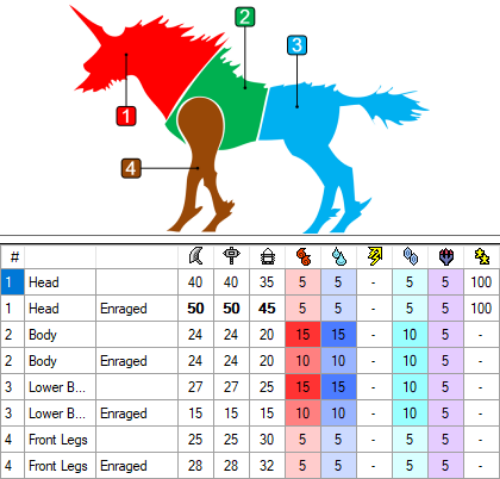 2
3
1
4
#
1 Head 40 40 35 5 5 - 5 5 100
1 Head Enraged 50 50 45 5 5 - 5 5 100
2 Body 24 24 20 15 15 - 10 5 -
2 Body Enraged 24 24 20 10 10 - 10 5 -
3 Lower B... 27 27 25 15 15 - 10 5 -
3 Lower B... Enraged 15 15 15 10 10 - 10 5 -
4 Front Legs 25 25 30 5 5 - 5 5 -
4 Front Legs Enraged 28 28 32 5 5 - 5 5 -